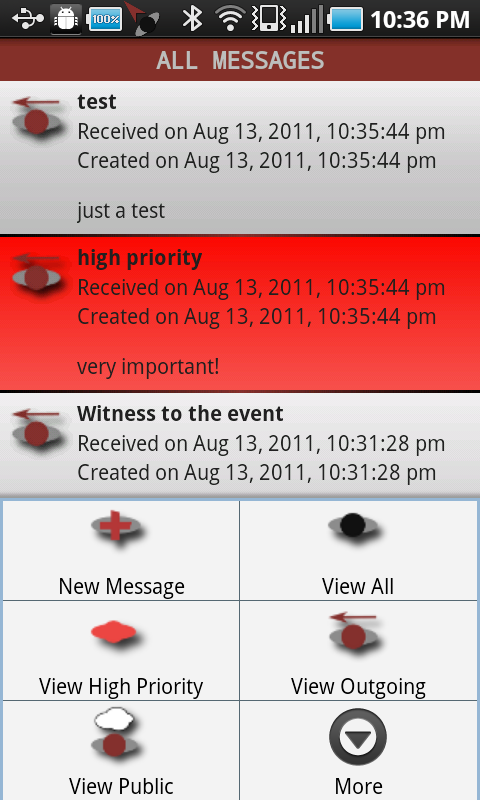 100%
10:36 PM
ALL MESSAGES
test
Received on Aug 13, 2011, 10:35:44 pm
Created on Aug 13, 2011, 10:35:44 pm
just a test
high priority
Received on Aug 13, 2011, 10:35:44 pm
Created on Aug 13, 2011, 10:35:44 pm
very important!
Witness to the event
Received on Aug 13, 2011, 10:31:28 pm
Created on Aug 13, 2011, 10:31:28 pm
New Message
View All
View High Priority
View Outgoing
View Public
More